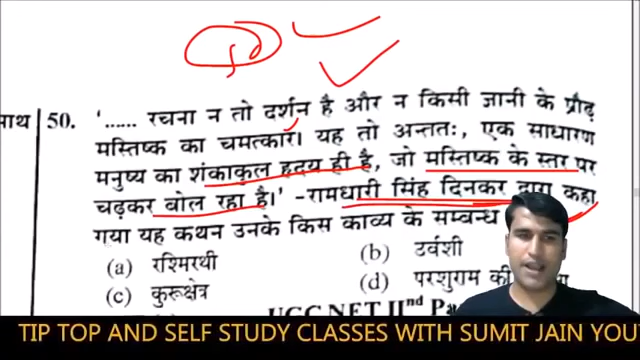 नाथ 50. '...... रचना न तो दर्शन है और न किसी ज्ञानी के प्रौढ़
मस्तिष्क का चमत्कार। यह तो अन्ततः, एक साधारण
मनुष्य का शंकाकुल हृदय ही है, जो मस्तिष्क के स्तर पर
चढ़कर बोल रहा है।' -रामधारी सिंह दिनकर द्वारा कहा
गया यह कथन उनके किस काव्य के सम्बन्ध
(a) रश्मिरथी (b) उर्वशी
(c) कुरूक्षेत्र (d) परशुराम की
UGC NET IInd
TIP TOP AND SELF STUDY CLASSES WITH SUMIT JAIN YOU